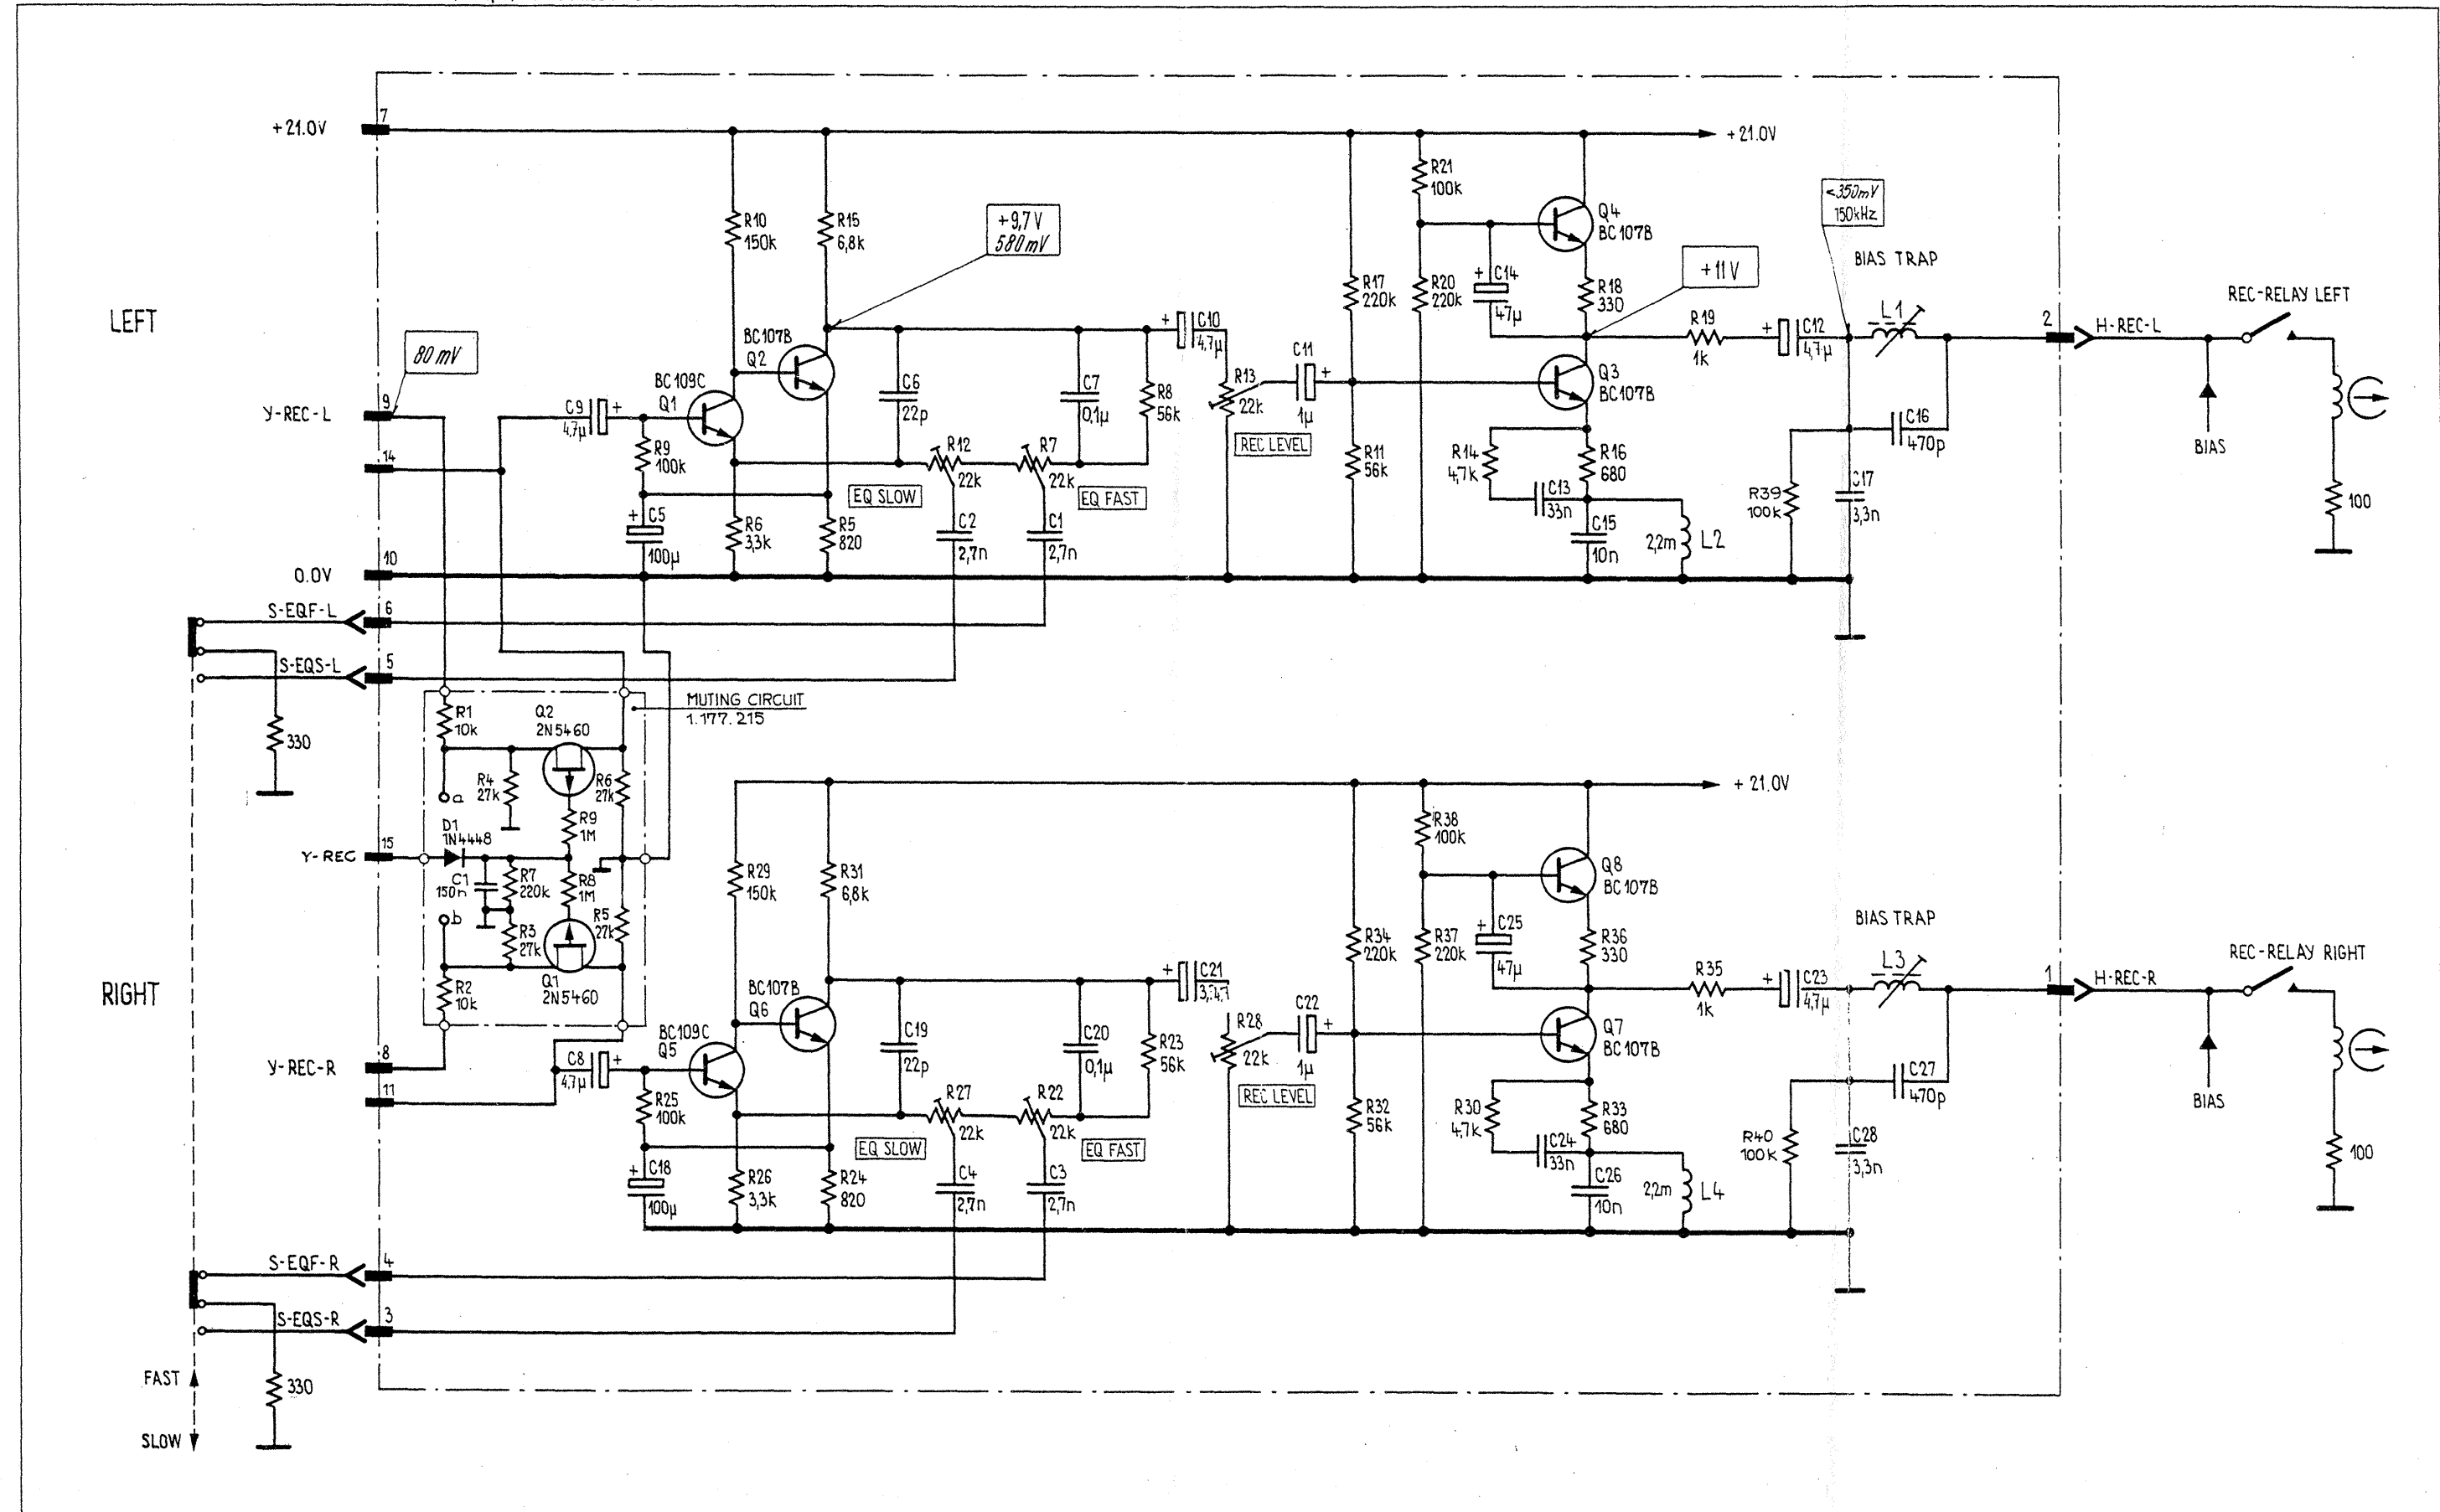 +21.0V
7
+21.0V
R21
100k
<350mV
150kHz
R10
150k
R15
6,8k
+9,7V
580mV
Q4
BC107B
BIAS TRAP
+11V
R17
220k
R20
220k
+ C14
47µ
R18
330
REC-RELAY LEFT
LEFT
80 mV
BC107B
Q2
+ C10
4,7µ
R19
1k
+ C12
4,7µ
L1
2
H-REC-L
BC109C
Q1
C6
22p
C7
0,1µ
R8
56k
R13
22k
C11
+
1µ
Q3
BC107B
Y-REC-L
9
C9
+
4,7µ
REC LEVEL
C16
470p
BIAS
14
R9
100k
R12
22k
R7
22k
R11
56k
R14
4,7k
R16
680
EQ SLOW
EQ FAST
C13
33n
R39
100k
C17
3,3n
100
+ C5
100µ
R6
3,3k
R5
820
C2
2,7n
C1
2,7n
C15
10n
2,2m
L2
0.0V
10
S-EQF-L
6
S-EQS-L
5
330
MUTING CIRCUIT
1.177.215
R1
10k
Q2
2N5460
R4
27k
R6
27k
a
R9
1M
D1
1N4448
Y-REC
15
C1
150n
R7
220k
R8
1M
b
R3
27k
R5
27k
Q1
2N5460
R2
10k
+21.0V
R38
100k
R29
150k
R31
6,8k
Q8
BC107B
BIAS TRAP
R34
220k
R37
220k
+ C25
47µ
R36
330
REC-RELAY RIGHT
RIGHT
BC107B
Q6
+ C21
R35
1k
+ C23
4,7µ
L3
1
H-REC-R
BC109C
Q5
C19
22p
C20
0,1µ
R23
56k
R28
22k
C22
+
1µ
Q7
BC107B
Y-REC-R
8
C8
+
4,7µ
REC LEVEL
C27
470p
BIAS
11
R25
100k
R27
22k
R22
22k
R32
56k
R30
4,7k
R33
680
EQ SLOW
EQ FAST
C24
33n
R40
100k
C28
3,3n
100
+ C18
100µ
R26
3,3k
R24
820
C4
2,7n
C3
2,7n
C26
10n
2,2m
L4
S-EQF-R
4
S-EQS-R
3
FAST
330
SLOW